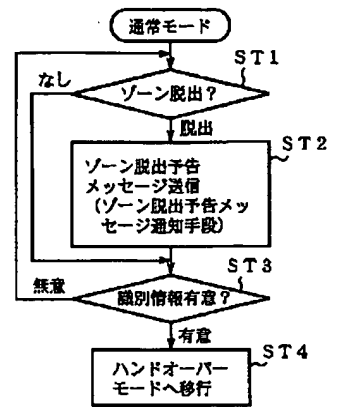 通常モード
ST1
なし
ゾーン脱出?
脱出
ST2
ゾーン脱出予告
メッセージ送信
(ゾーン脱出予告メッ
セージ通知手段)
ST3
無意
識別情報有意?
有意
ST4
ハンドオーバー
モードへ移行